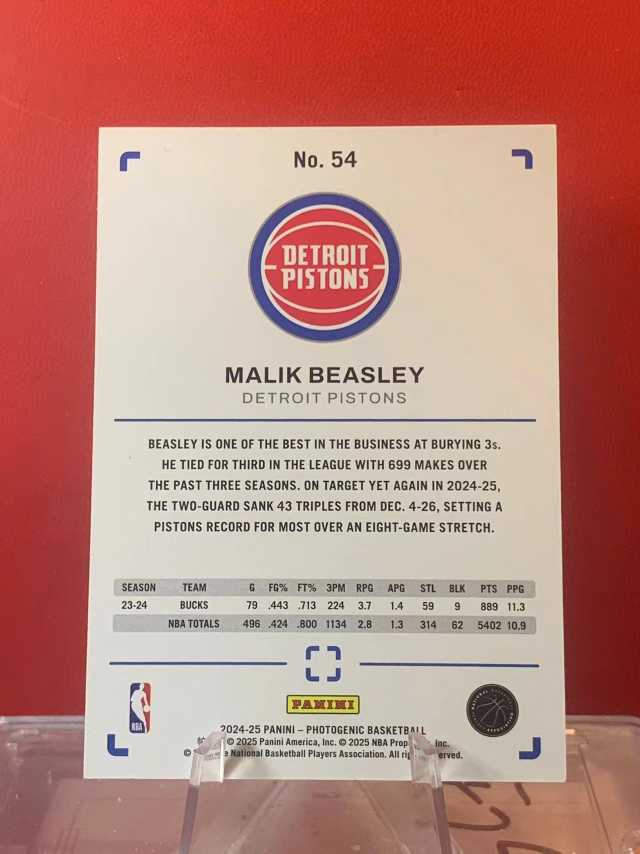 No. 54
DETROIT
PISTONS
MALIK BEASLEY
DETROIT PISTONS
BEASLEY IS ONE OF THE BEST IN THE BUSINESS AT BURYING 3s.
HE TIED FOR THIRD IN THE LEAGUE WITH 699 MAKES OVER
THE PAST THREE SEASONS. ON TARGET YET AGAIN IN 2024-25,
THE TWO-GUARD SANK 43 TRIPLES FROM DEC. 4-26, SETTING A
PISTONS RECORD FOR MOST OVER AN EIGHT-GAME STRETCH.
SEASON TEAM G FG% FT% 3PM RPG APG STL BLK PTS PPG
23-24 BUCKS 79 .443 .713 224 3.7 1.4 59 9 889 11.3
NBA TOTALS 496 .424 .800 1134 2.8 1.3 314 62 5402 10.9
NBA
PANINI
NATIONAL BASKETBALL PLAYERS ASSOCIATION
2024-25 PANINI – PHOTOGENIC BASKETBALL
© 2025 Panini America, Inc. © 2025 NBA Prop Inc.
© National Basketball Players Association. All reserved.